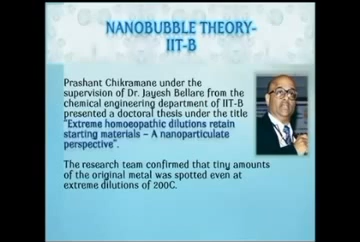 NANOBUBBLE THEORY-
IIT-B
Prashant Chikramane under the
supervision of Dr. Jayesh Bellare from the
chemical engineering department of IIT-B
presented a doctoral thesis under the title
"Extreme homoeopathic dilutions retain
starting materials – A nanoparticulate
perspective".
The research team confirmed that tiny amounts
of the original metal was spotted even at
extreme dilutions of 200C.